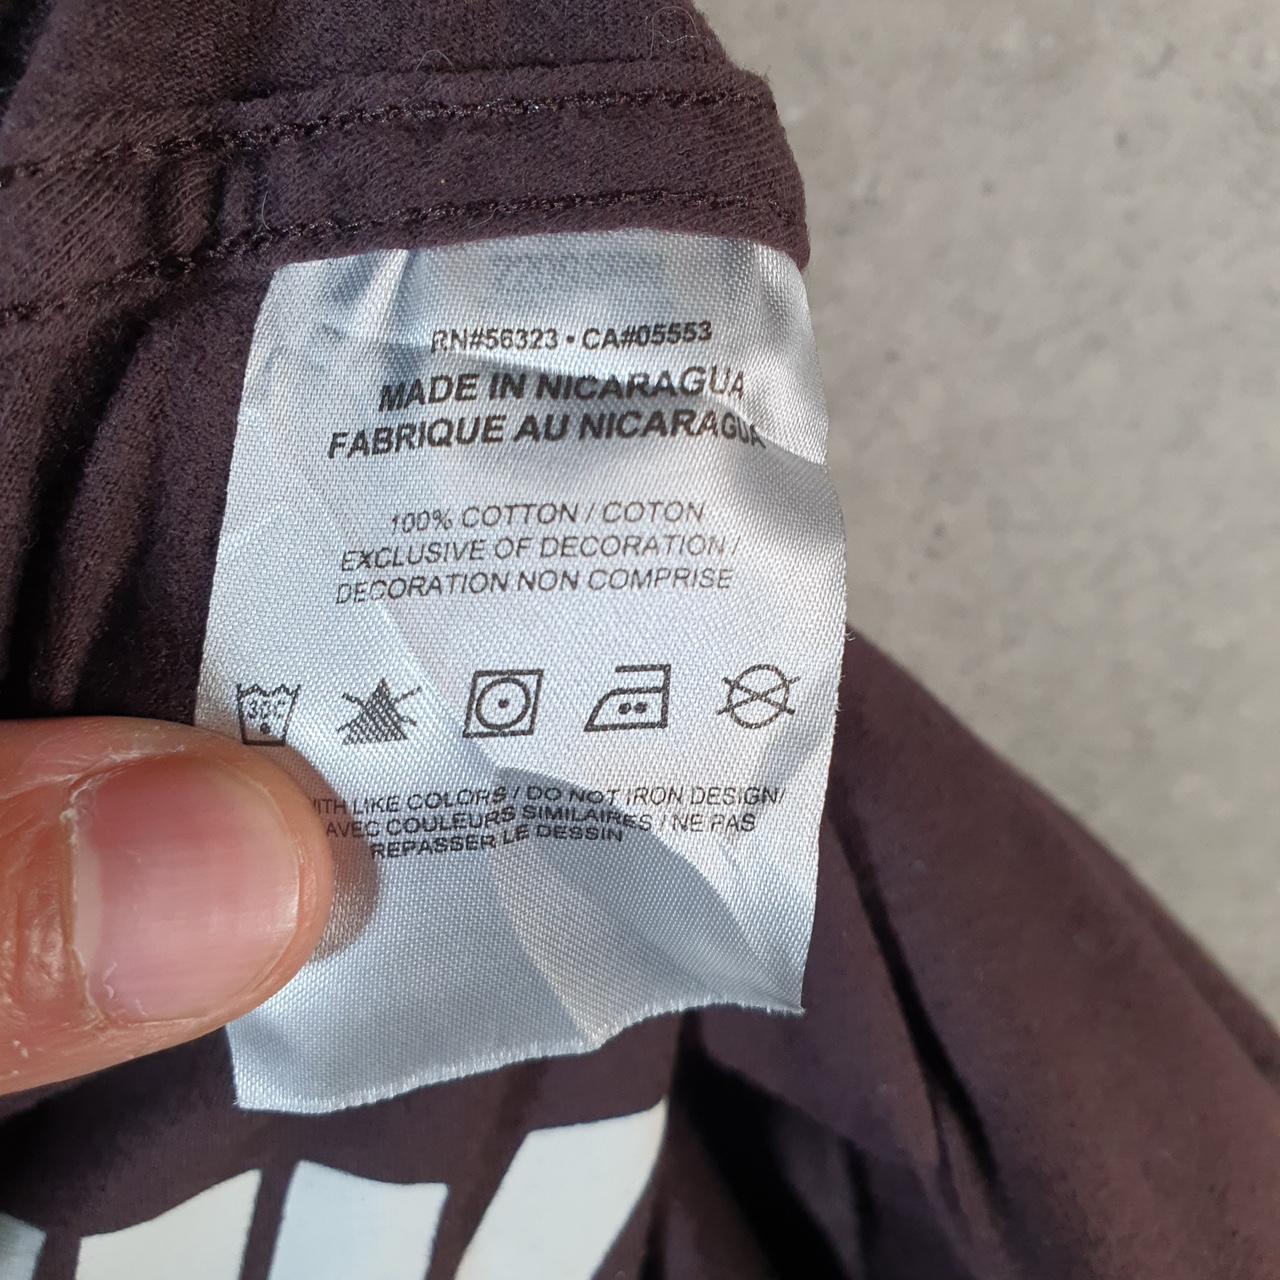 RN#56323 • CA#05553
MADE IN NICARAGUA
FABRIQUE AU NICARAGUA
100% COTTON / COTON
EXCLUSIVE OF DECORATION /
DECORATION NON COMPRISE
30C
LIKE COLORS / DO NOT IRON DESIGN/
AVEC COULEURS SIMILAIRES / NE PAS
REPASSER LE DESSIN